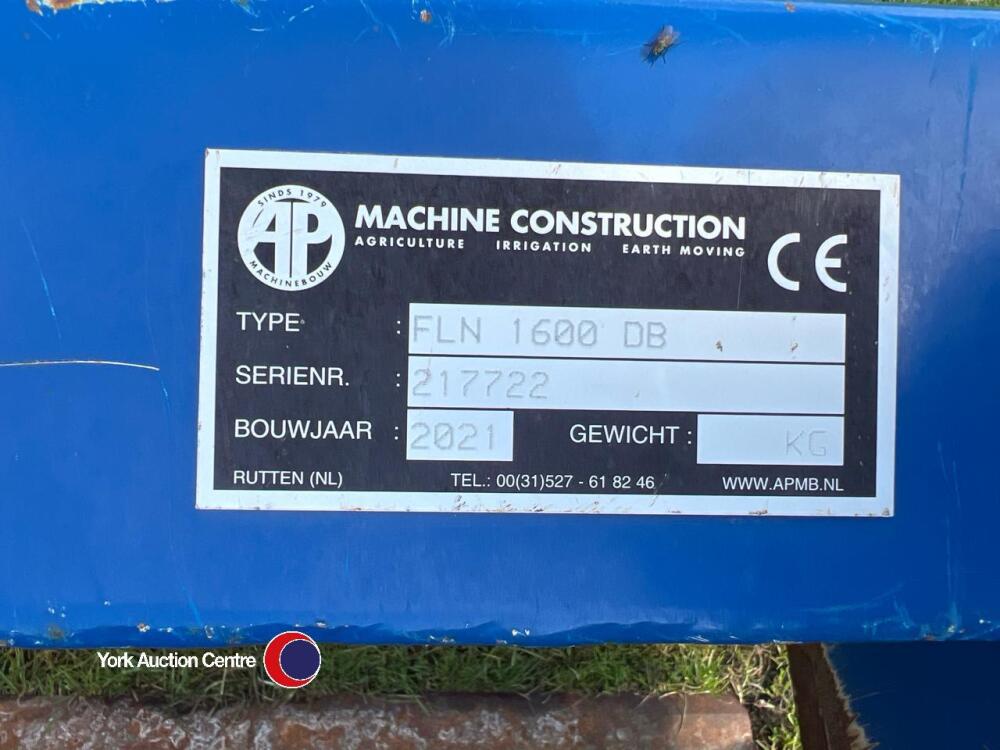 SINDS 1979
AP
MACHINEBOUW
MACHINE CONSTRUCTION
AGRICULTURE IRRIGATION EARTH MOVING
CE
TYPE : FLN 1600 DB
SERIENR. : 217722
BOUWJAAR : 2021 GEWICHT : KG
RUTTEN (NL) TEL.: 00(31)527 - 61 82 46 WWW.APMB.NL
York Auction Centre